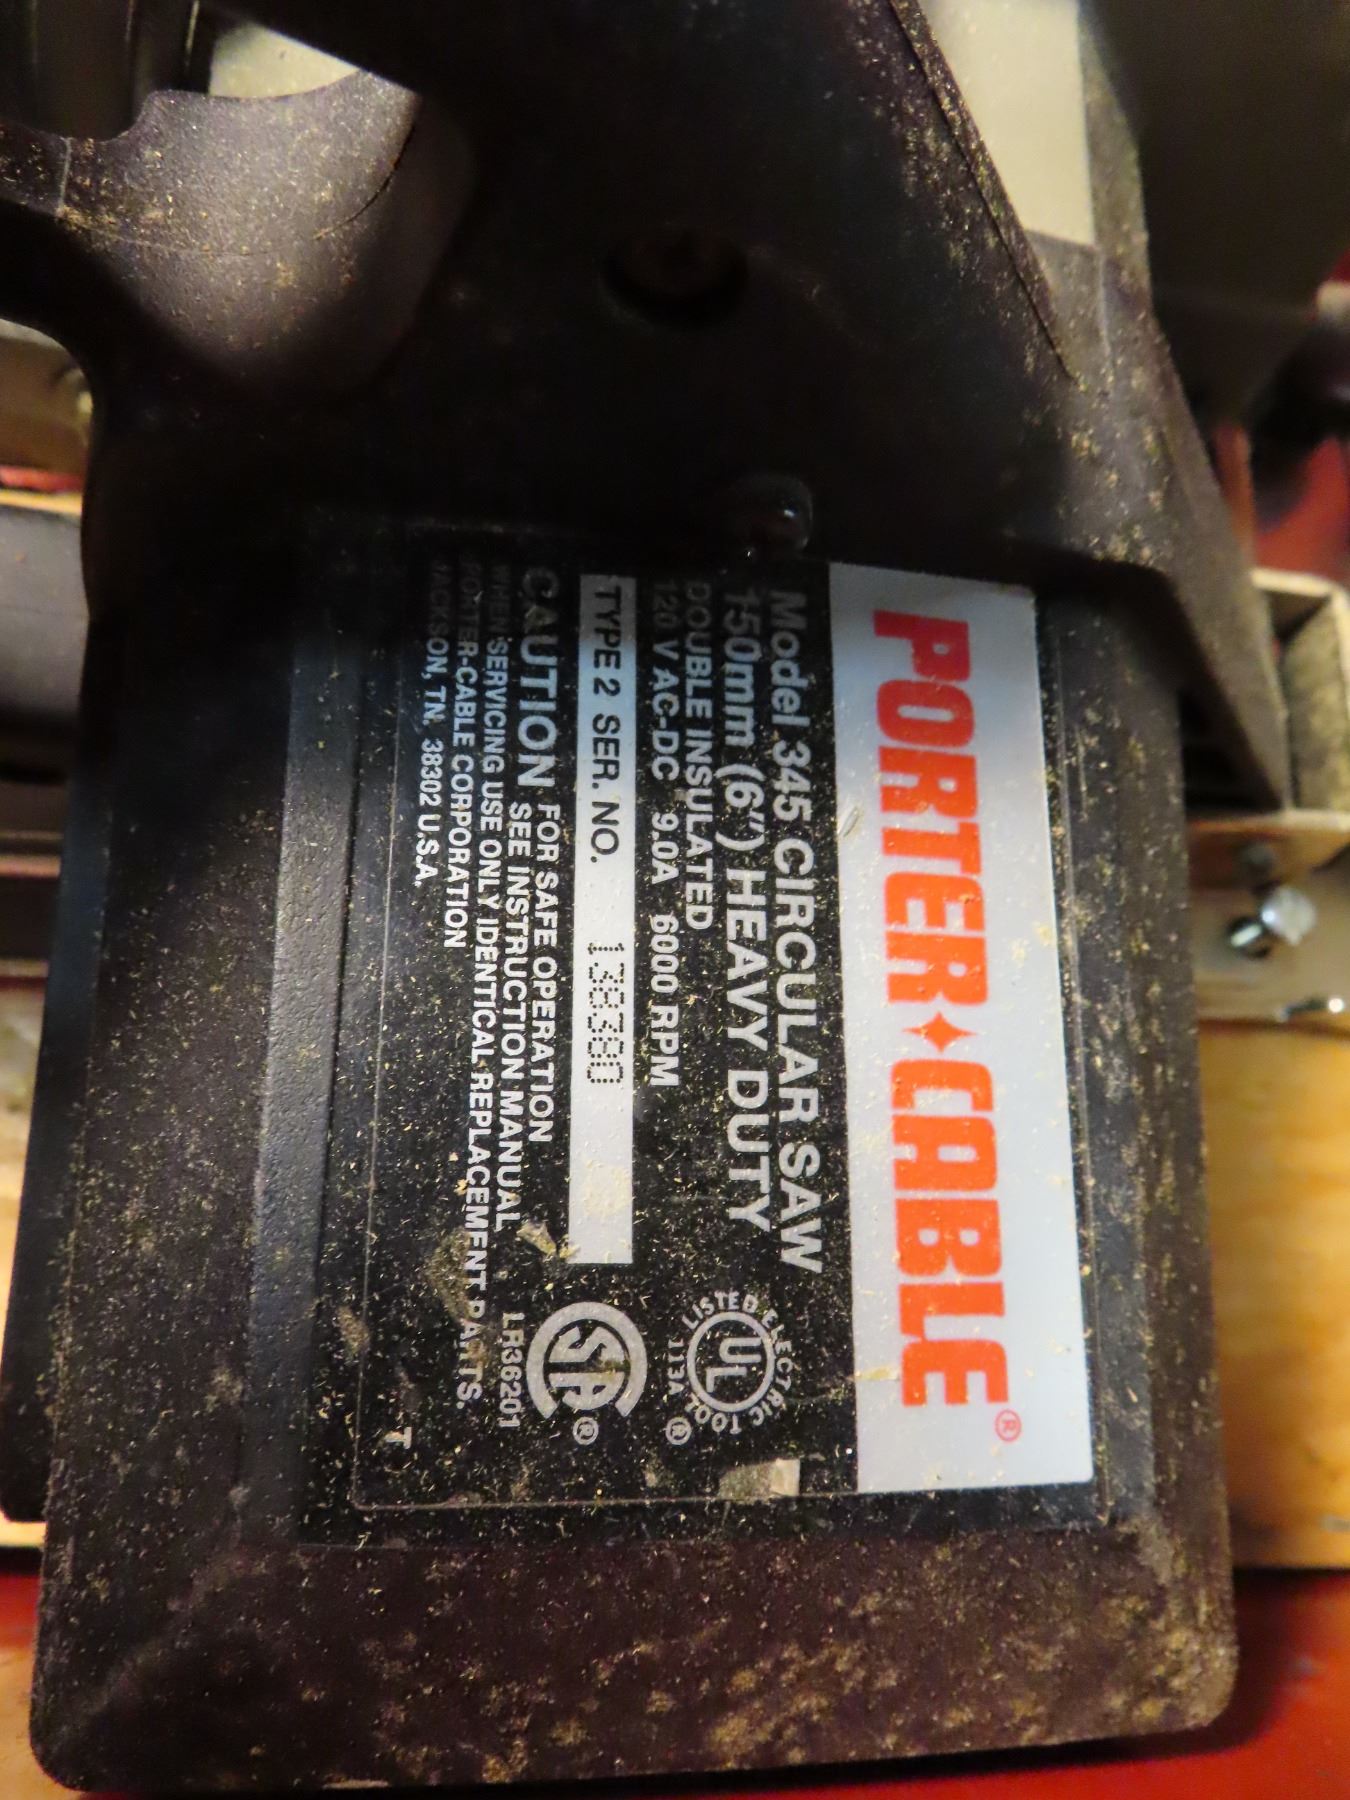 PORTER✦CABLE®
Model 345 CIRCULAR SAW
150mm (6") HEAVY DUTY
DOUBLE INSULATED
120 V AC-DC 9.0A 6000 RPM
LISTED ELECTRIC TOOL
UL
113A ®
TYPE 2 SER. NO. 138380
CAUTION FOR SAFE OPERATION
SEE INSTRUCTION MANUAL
WHEN SERVICING USE ONLY IDENTICAL REPLACEMENT PARTS.
PORTER-CABLE CORPORATION
JACKSON, TN. 38302 U.S.A.
SA®
LR36201
T